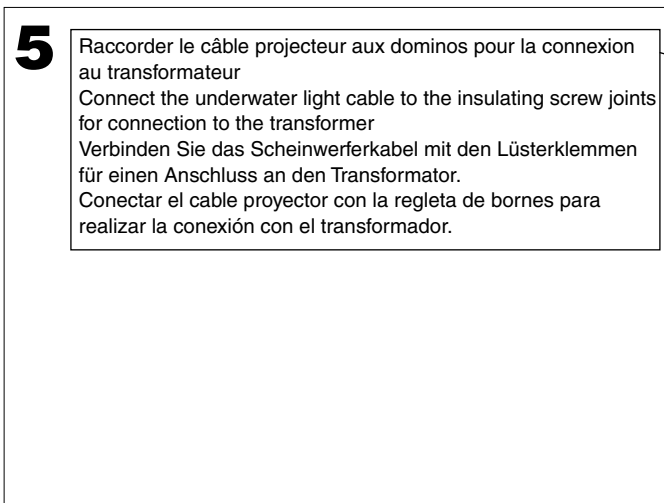 5
Raccorder le câble projecteur aux dominos pour la connexion
au transformateur
Connect the underwater light cable to the insulating screw joints
for connection to the transformer
Verbinden Sie das Scheinwerferkabel mit den Lüsterklemmen
für einen Anschluss an den Transformator.
Conectar el cable proyector con la regleta de bornes para
realizar la conexión con el transformador.